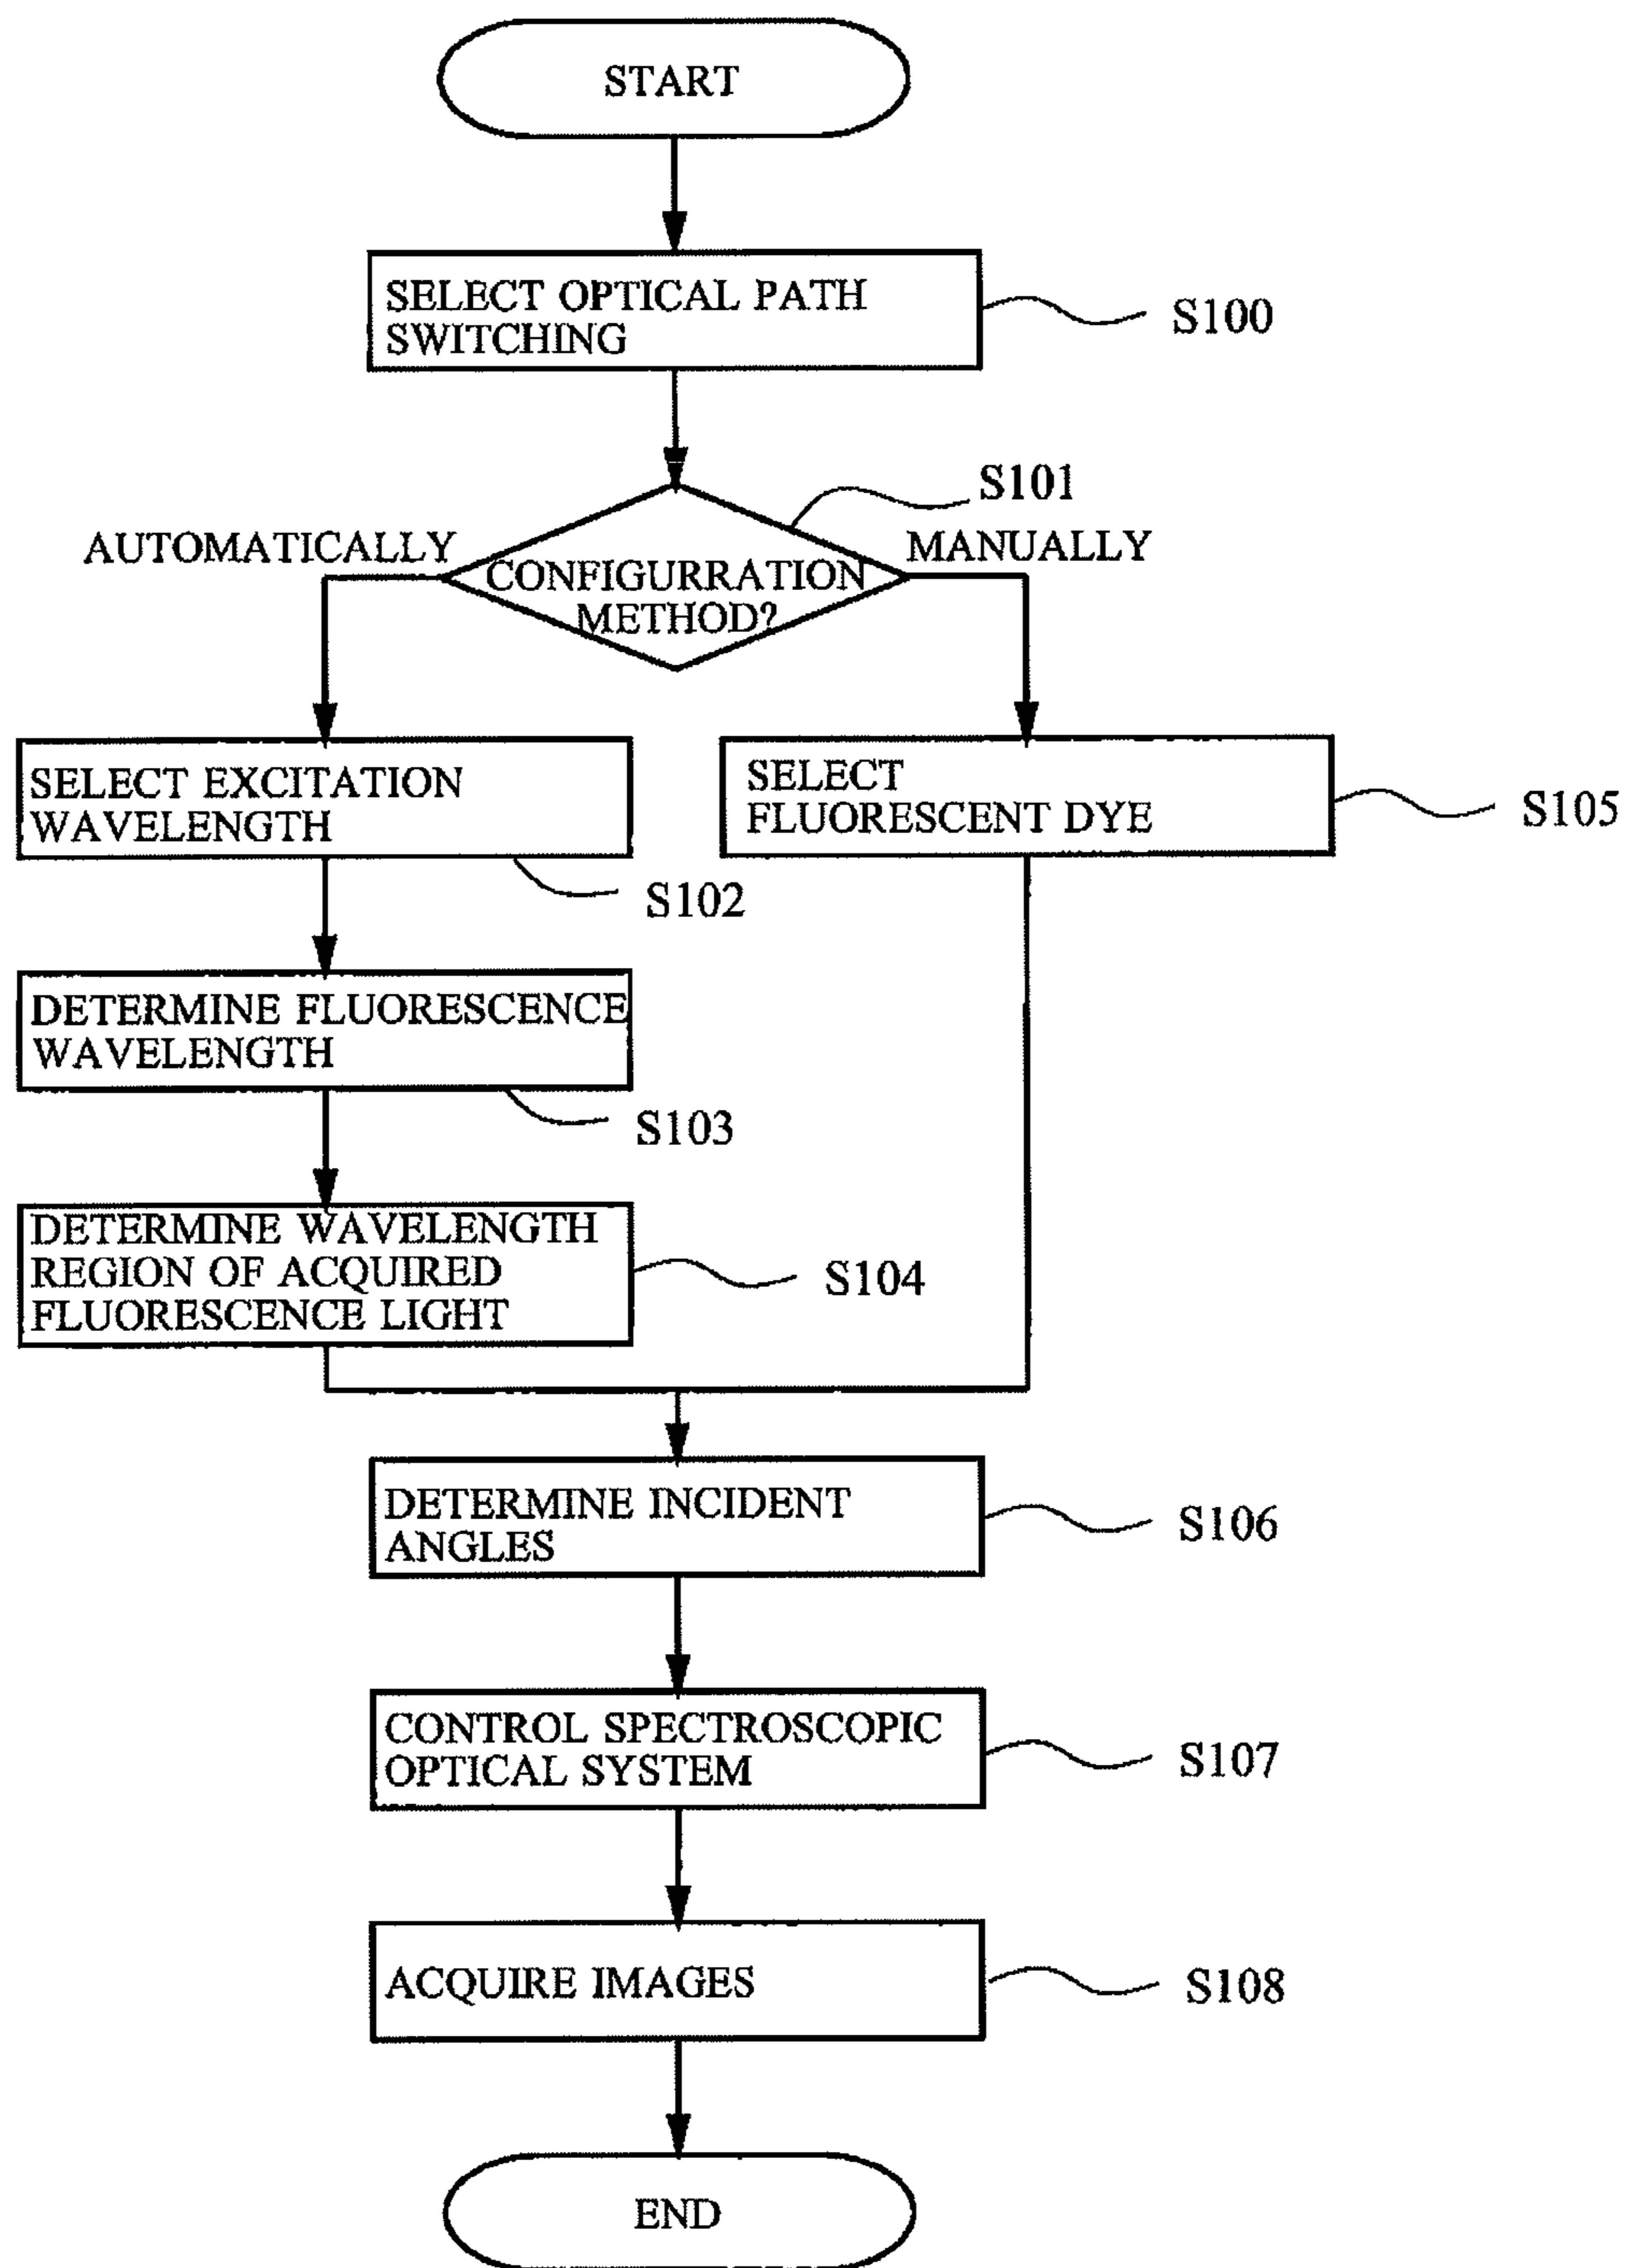 START
SELECT OPTICAL PATH
SWITCHING
S100
S101
AUTOMATICALLY
MANUALLY
CONFIGURRATION
METHOD?
SELECT EXCITATION
WAVELENGTH
S102
SELECT
FLUORESCENT DYE
S105
DETERMINE FLUORESCENCE
WAVELENGTH
S103
DETERMINE WAVELENGTH
REGION OF ACQUIRED
FLUORESCENCE LIGHT
S104
DETERMINE INCIDENT
ANGLES
S106
CONTROL SPECTROSCOPIC
OPTICAL SYSTEM
S107
ACQUIRE IMAGES
S108
END